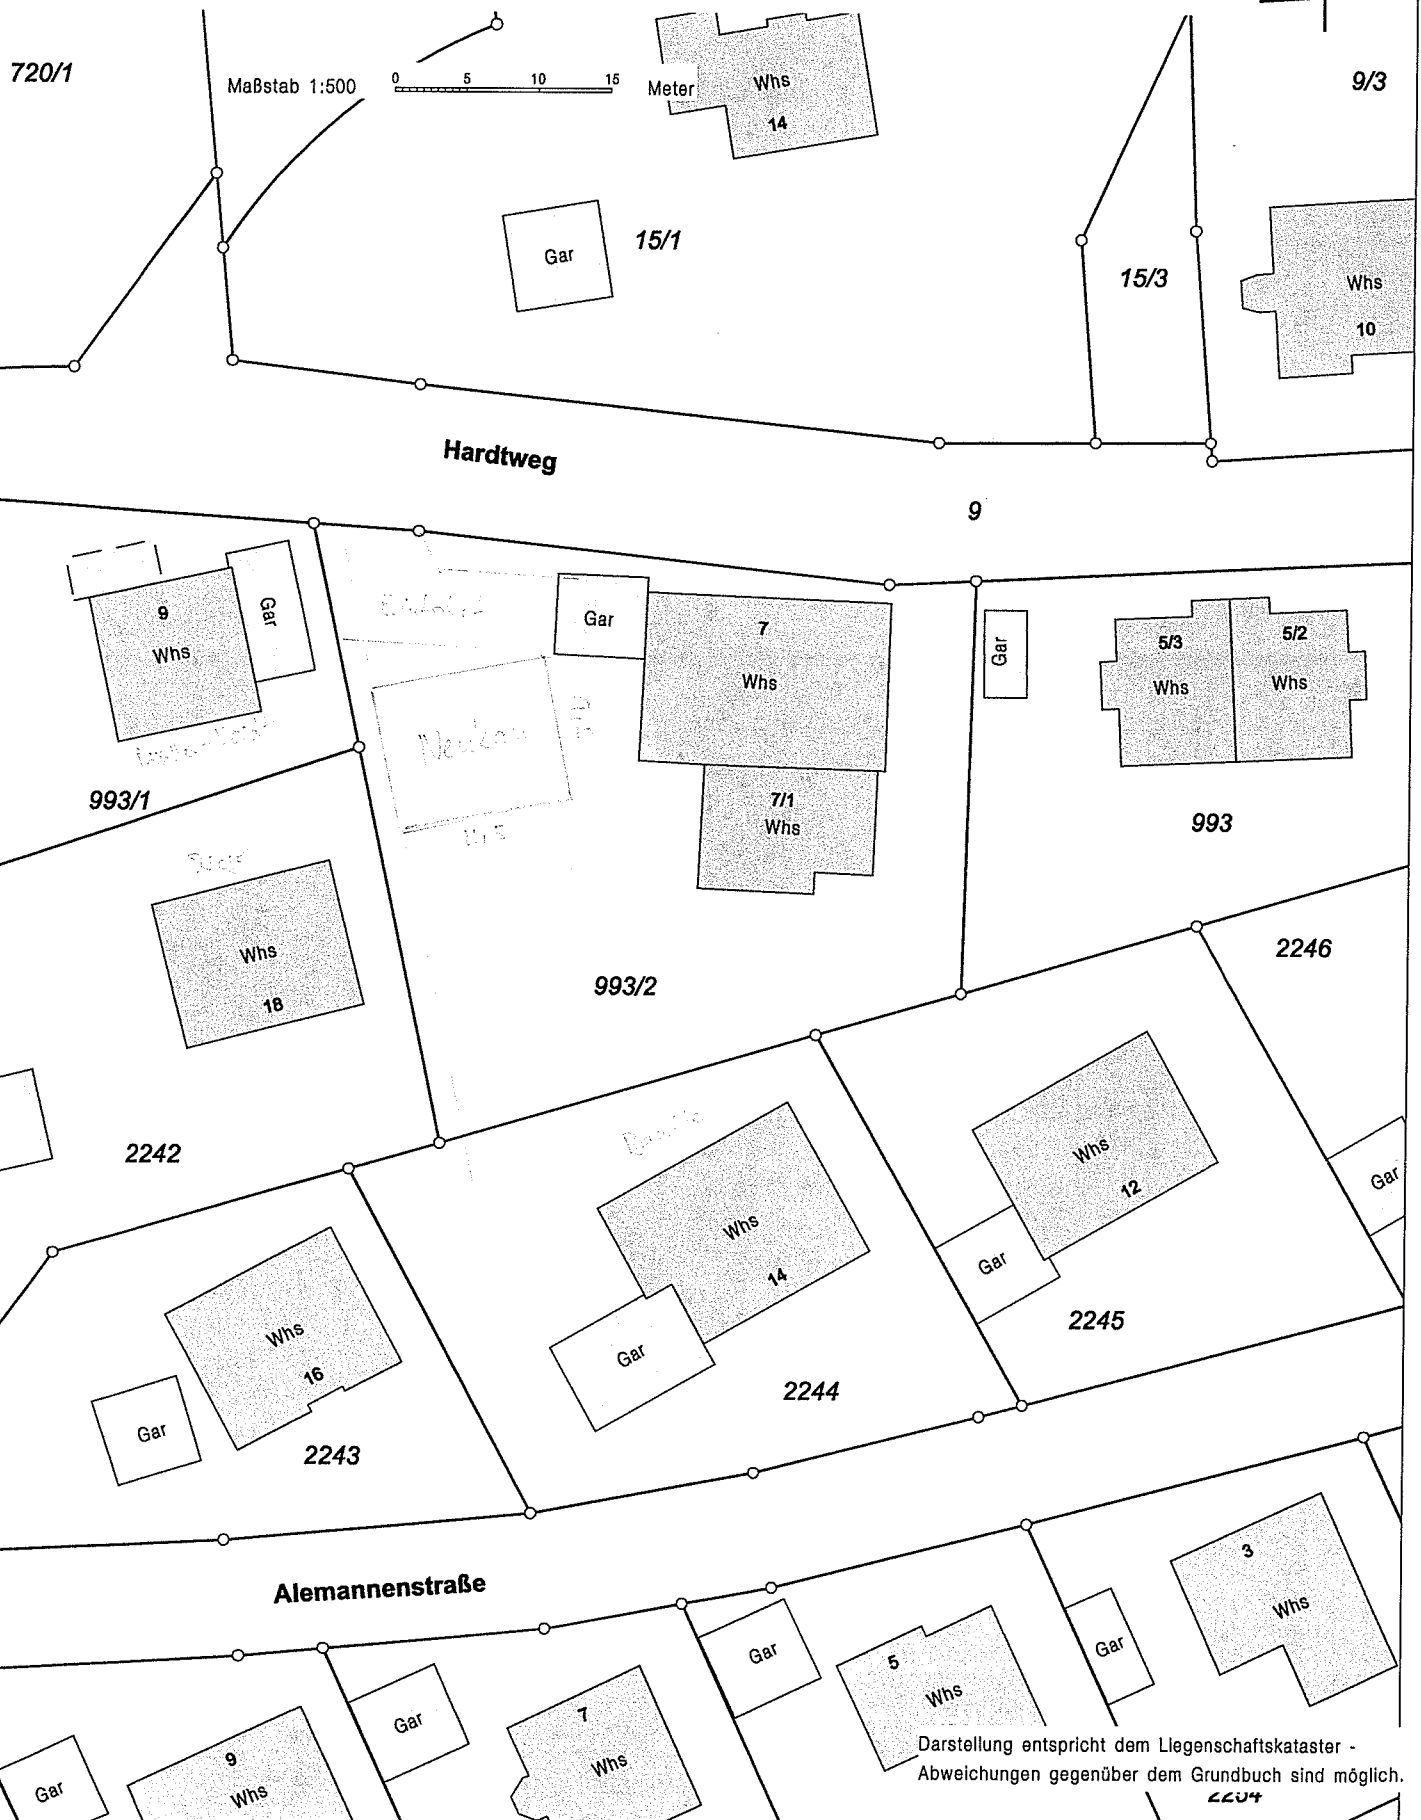 720/1
Maßstab 1:500
0 5 10 15
Meter
Whs
14
9/3
Gar
15/1
15/3
Whs
10
Hardtweg
9
9
Whs
Gar
Gar
7
Whs
Gar
5/3
Whs
5/2
Whs
Neubau
993/1
7/1
Whs
993
Whs
18
993/2
2246
2242
Whs
12
Gar
Gar
2245
Whs
14
Gar
2244
Whs
16
Gar
2243
Alemannenstraße
3
Whs
Gar
Gar
5
Whs
Gar
7
Whs
Gar
9
Whs
Darstellung entspricht dem Liegenschaftskataster -
Abweichungen gegenüber dem Grundbuch sind möglich.